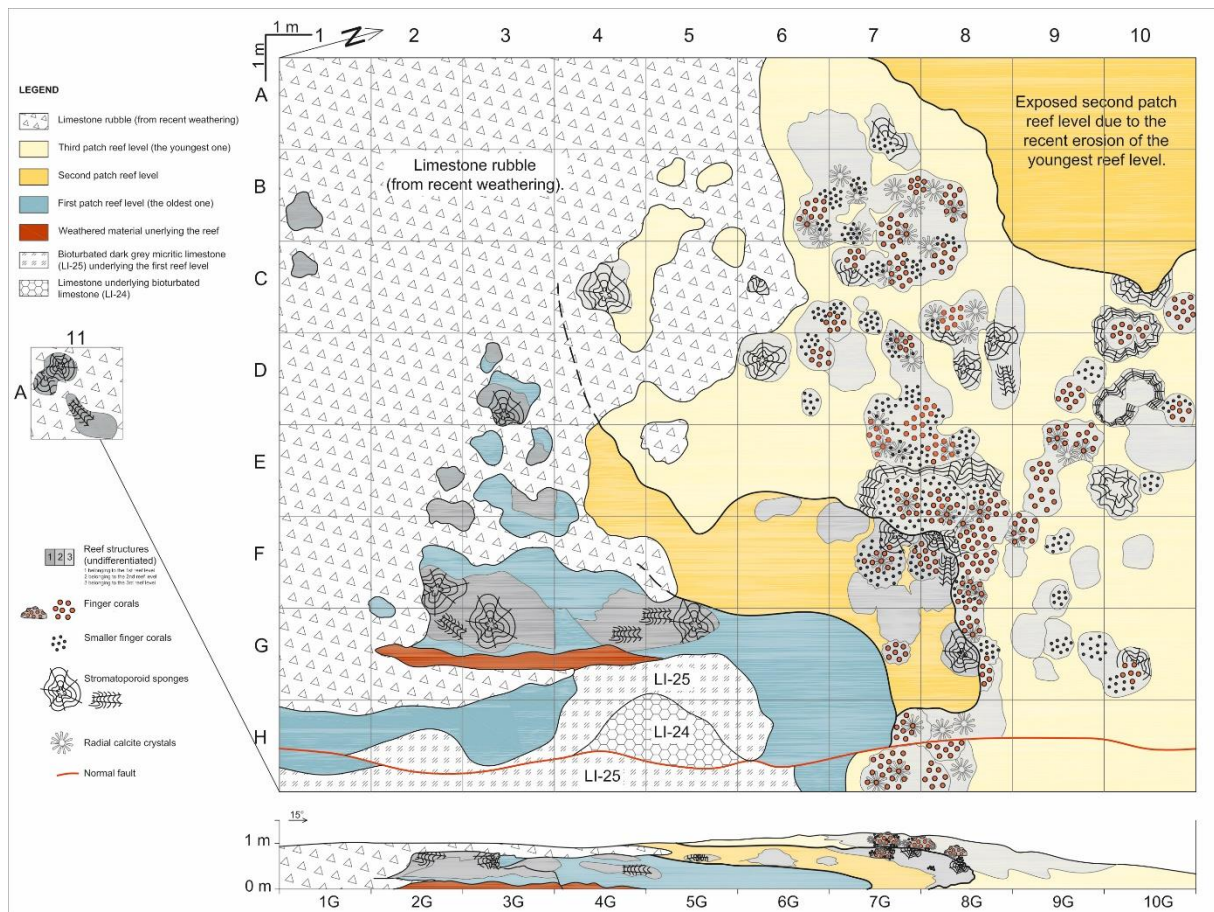 1 m
1 m
N
1 2 3 4 5 6 7 8 9 10
LEGEND
Limestone rubble (from recent weathering)
Third patch reef level (the youngest one)
Second patch reef level
First patch reef level (the oldest one)
Weathered material unerlying the reef
Bioturbated dark grey micritic limestone
(LI-25) underlying the first reef level
Limestone underlying bioturbated
limestone (LI-24)
11
A
Reef structures
(undifferentiated)
1 2 3
1 belonging to the 1st reef level
2 belonging to the 2nd reef level
3 belonging to the 3rd reef level
Finger corals
Smaller finger corals
Stromatoporoid sponges
Radial calcite crystals
Normal fault
A
B
C
D
E
F
G
H
Limestone rubble
(from recent weathering).
Exposed second patch
reef level due to the
recent erosion of the
youngest reef level.
LI-25
LI-24
LI-25
15°
1 m
0 m
1G 2G 3G 4G 5G 6G 7G 8G 9G 10G